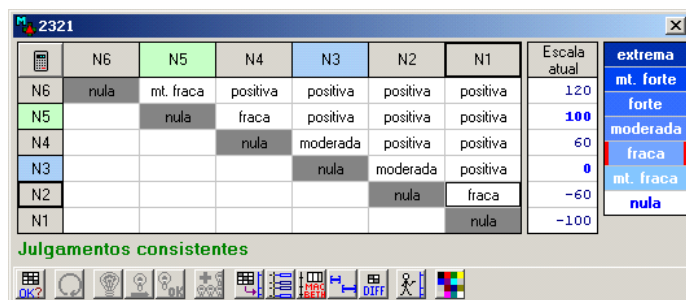 M 2321
N6 N5 N4 N3 N2 N1 Escala atual
N6 nula mt. fraca positiva positiva positiva positiva 120
N5 nula fraca positiva positiva positiva 100
N4 nula moderada positiva positiva 60
N3 nula moderada positiva 0
N2 nula fraca -60
N1 nula -100
extrema
mt. forte
forte
moderada
fraca
mt. fraca
nula
Julgamentos consistentes
OK? OK MAC BETH DIFF